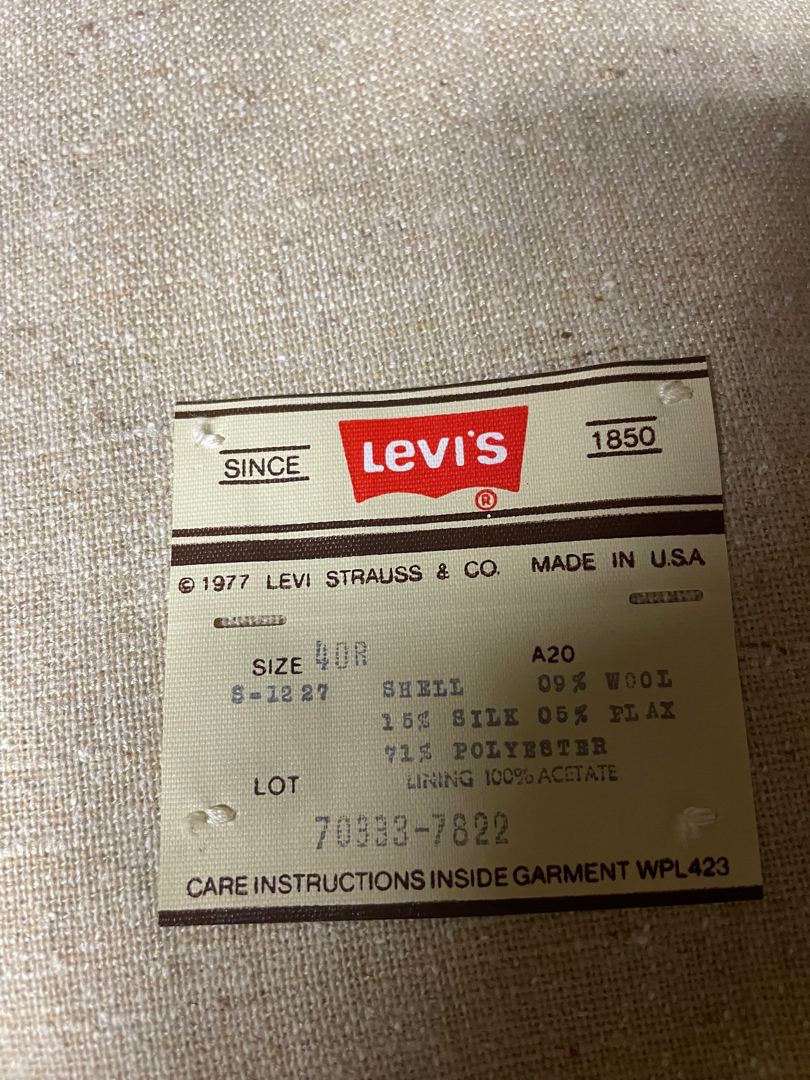 SINCE LEVI'S ® 1850
© 1977 LEVI STRAUSS & CO. MADE IN U.S.A
SIZE 40R A20
S-1227 SHELL 09% WOOL
15% SILK 05% FLAX
71% POLYESTER
LINING 100% ACETATE
LOT
70333-7822
CARE INSTRUCTIONS INSIDE GARMENT WPL423